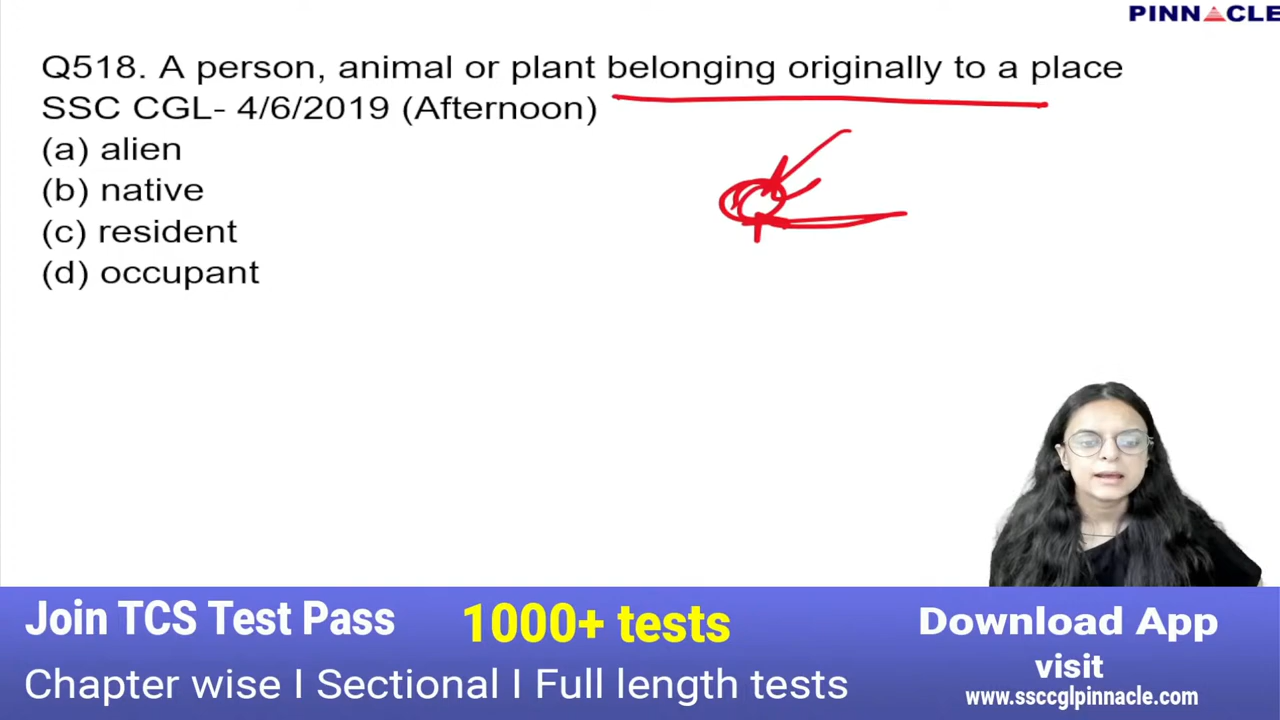 PINNACLE
Q518. A person, animal or plant belonging originally to a place
SSC CGL- 4/6/2019 (Afternoon)
(a) alien
(b) native
(c) resident
(d) occupant
Join TCS Test Pass
1000+ tests
Chapter wise I Sectional I Full length tests
Download App
visit
www.ssccglpinnacle.com